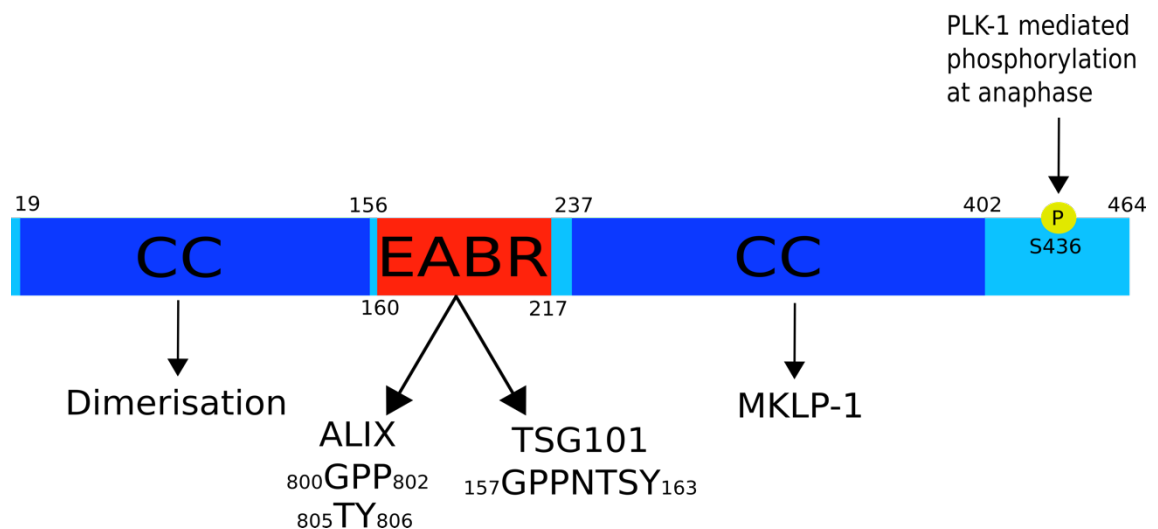 PLK-1 mediated
phosphorylation
at anaphase
19 156 237 402 464
P
CC EABR CC S436
160 217
Dimerisation
ALIX
800GPP802
805TY806
TSG101
157GPPNTSY163
MKLP-1